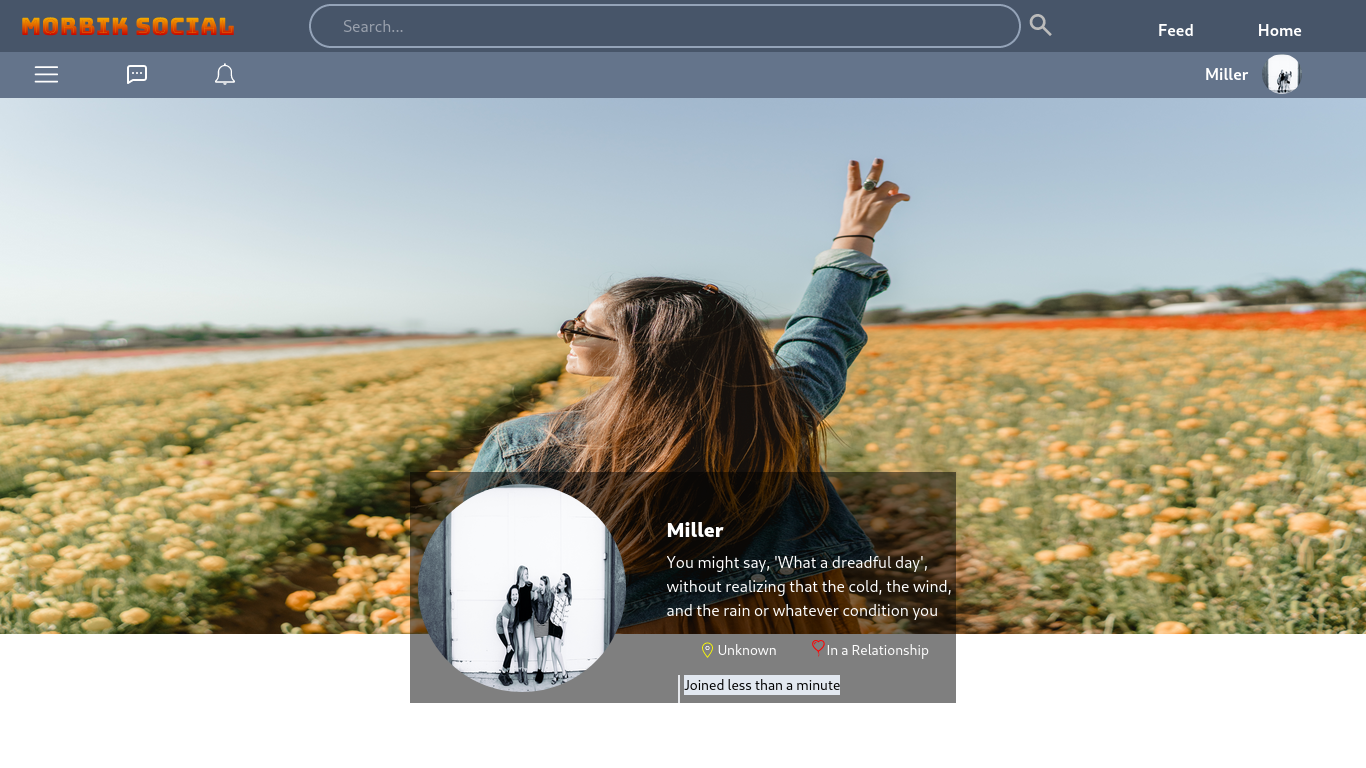 MORBIK SOCIAL
Search...
Feed
Home
Miller
Miller
You might say, 'What a dreadful day',
without realizing that the cold, the wind,
and the rain or whatever condition you
Unknown
In a Relationship
Joined less than a minute